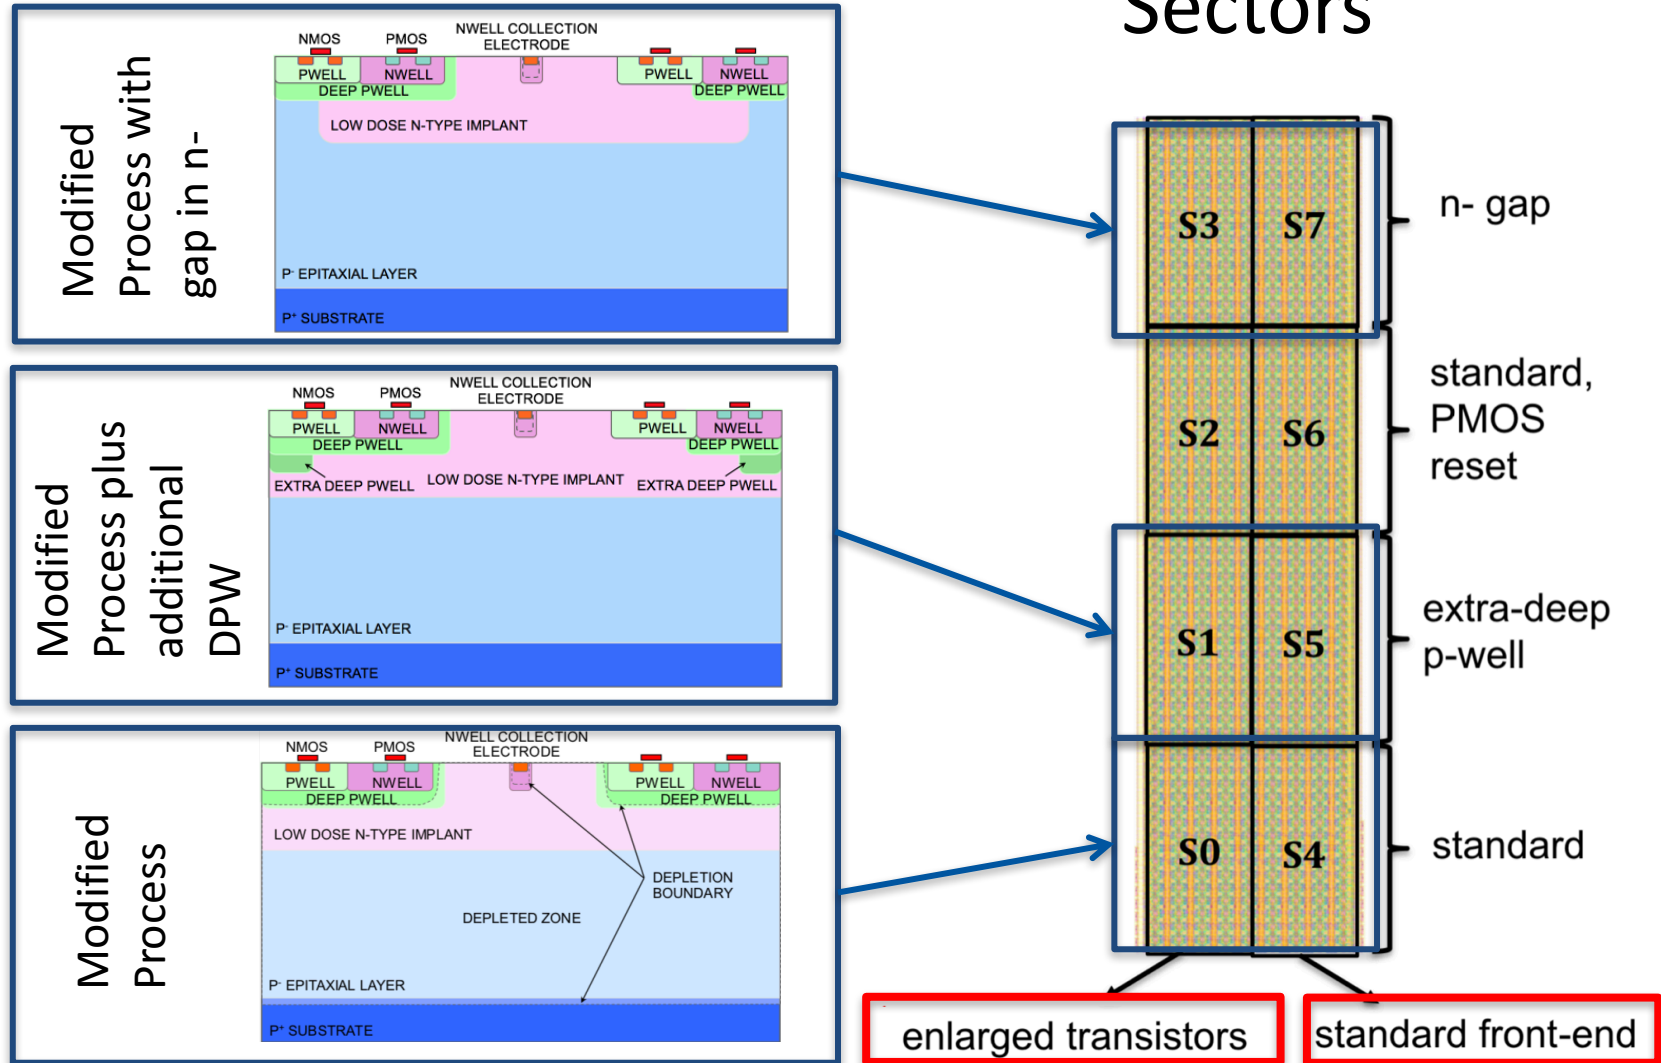 Sectors
Modified
Process with
gap in n-
NMOS
PMOS
NWELL COLLECTION
ELECTRODE
PWELL
NWELL
DEEP PWELL
PWELL
NWELL
DEEP PWELL
LOW DOSE N-TYPE IMPLANT
P- EPITAXIAL LAYER
P+ SUBSTRATE
Modified
Process plus
additional
DPW
NMOS
PMOS
NWELL COLLECTION
ELECTRODE
PWELL
NWELL
DEEP PWELL
PWELL
NWELL
DEEP PWELL
EXTRA DEEP PWELL
LOW DOSE N-TYPE IMPLANT
EXTRA DEEP PWELL
P- EPITAXIAL LAYER
P+ SUBSTRATE
Modified
Process
NMOS
PMOS
NWELL COLLECTION
ELECTRODE
PWELL
NWELL
DEEP PWELL
PWELL
NWELL
DEEP PWELL
LOW DOSE N-TYPE IMPLANT
DEPLETION
BOUNDARY
DEPLETED ZONE
P- EPITAXIAL LAYER
P+ SUBSTRATE
S3
S7
n- gap
S2
S6
standard,
PMOS
reset
S1
S5
extra-deep
p-well
S0
S4
standard
enlarged transistors
standard front-end